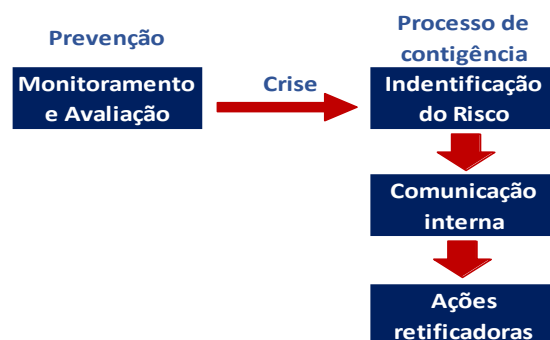 Prevenção
Monitoramento
e Avaliação
Crise
Processo de
contigência
Indentificação
do Risco
Comunicação
interna
Ações
retificadoras